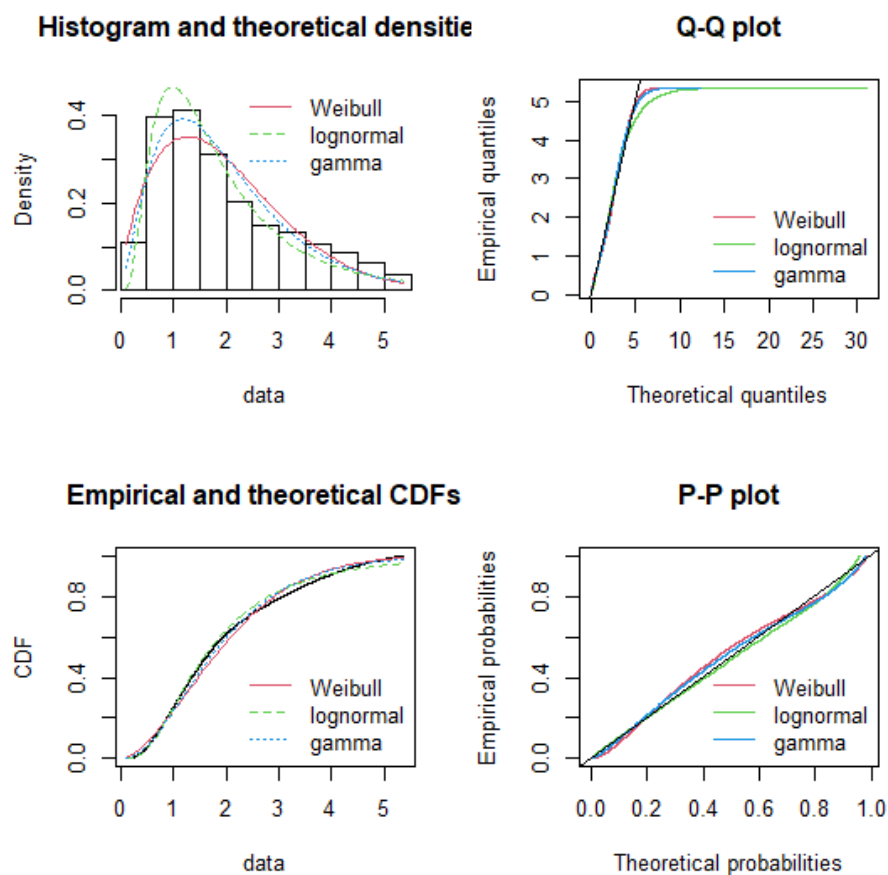 Histogram and theoretical densitie
Density
0.0
0.2
0.4
Weibull
lognormal
gamma
0 1 2 3 4 5
data
Q-Q plot
Empirical quantiles
0
1
2
3
4
5
Weibull
lognormal
gamma
0 5 10 15 20 25 30
Theoretical quantiles
Empirical and theoretical CDFs
CDF
0.0
0.4
0.8
Weibull
lognormal
gamma
0 1 2 3 4 5
data
P-P plot
Empirical probabilities
0.0
0.4
0.8
Weibull
lognormal
gamma
0.0 0.2 0.4 0.6 0.8 1.0
Theoretical probabilities